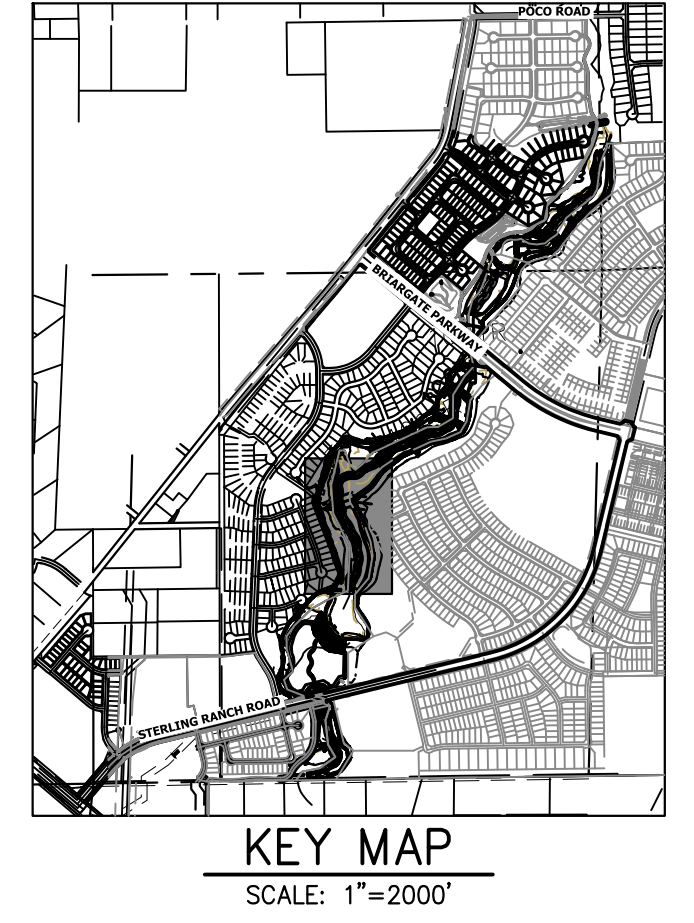 POCO ROAD
BRIARGATE PARKWAY
STERLING RANCH ROAD
KEY MAP
SCALE: 1"=2000'